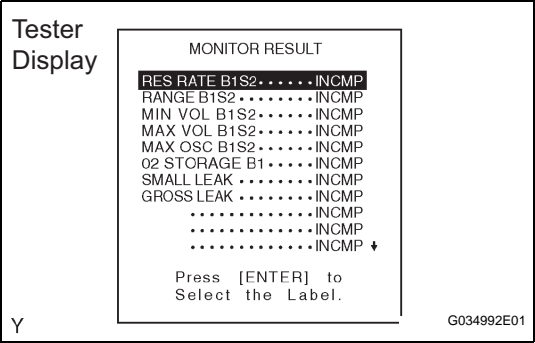 Tester
Display
MONITOR RESULT
RES RATE B1S2······INCMP
RANGE B1S2········INCMP
MIN VOL B1S2······INCMP
MAX VOL B1S2······INCMP
MAX OSC B1S2······INCMP
02 STORAGE B1·····INCMP
SMALL LEAK ········INCMP
GROSS LEAK ········INCMP
·············INCMP
·············INCMP
·············INCMP ↓
Press [ENTER] to
Select the Label.
Y
G034992E01